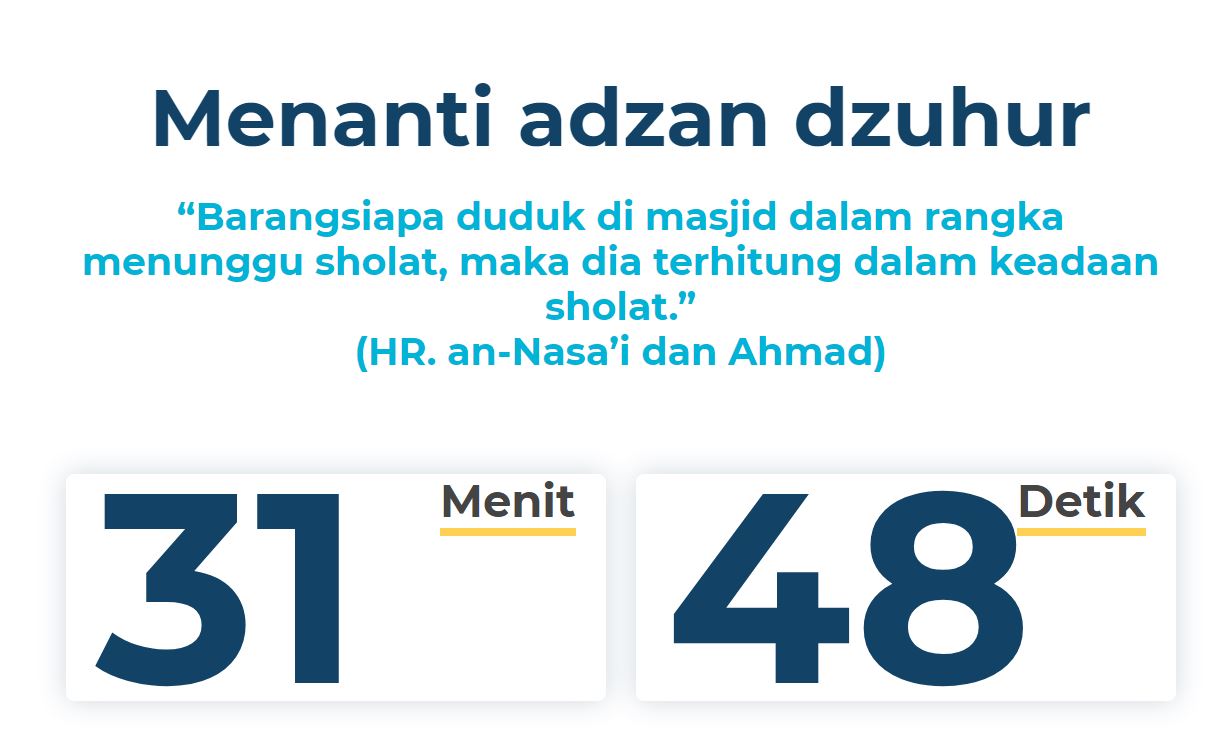 Menanti adzan dzuhur
“Barangsiapa duduk di masjid dalam rangka
menunggu sholat, maka dia terhitung dalam keadaan
sholat.”
(HR. an-Nasa’i dan Ahmad)
31 Menit
48 Detik